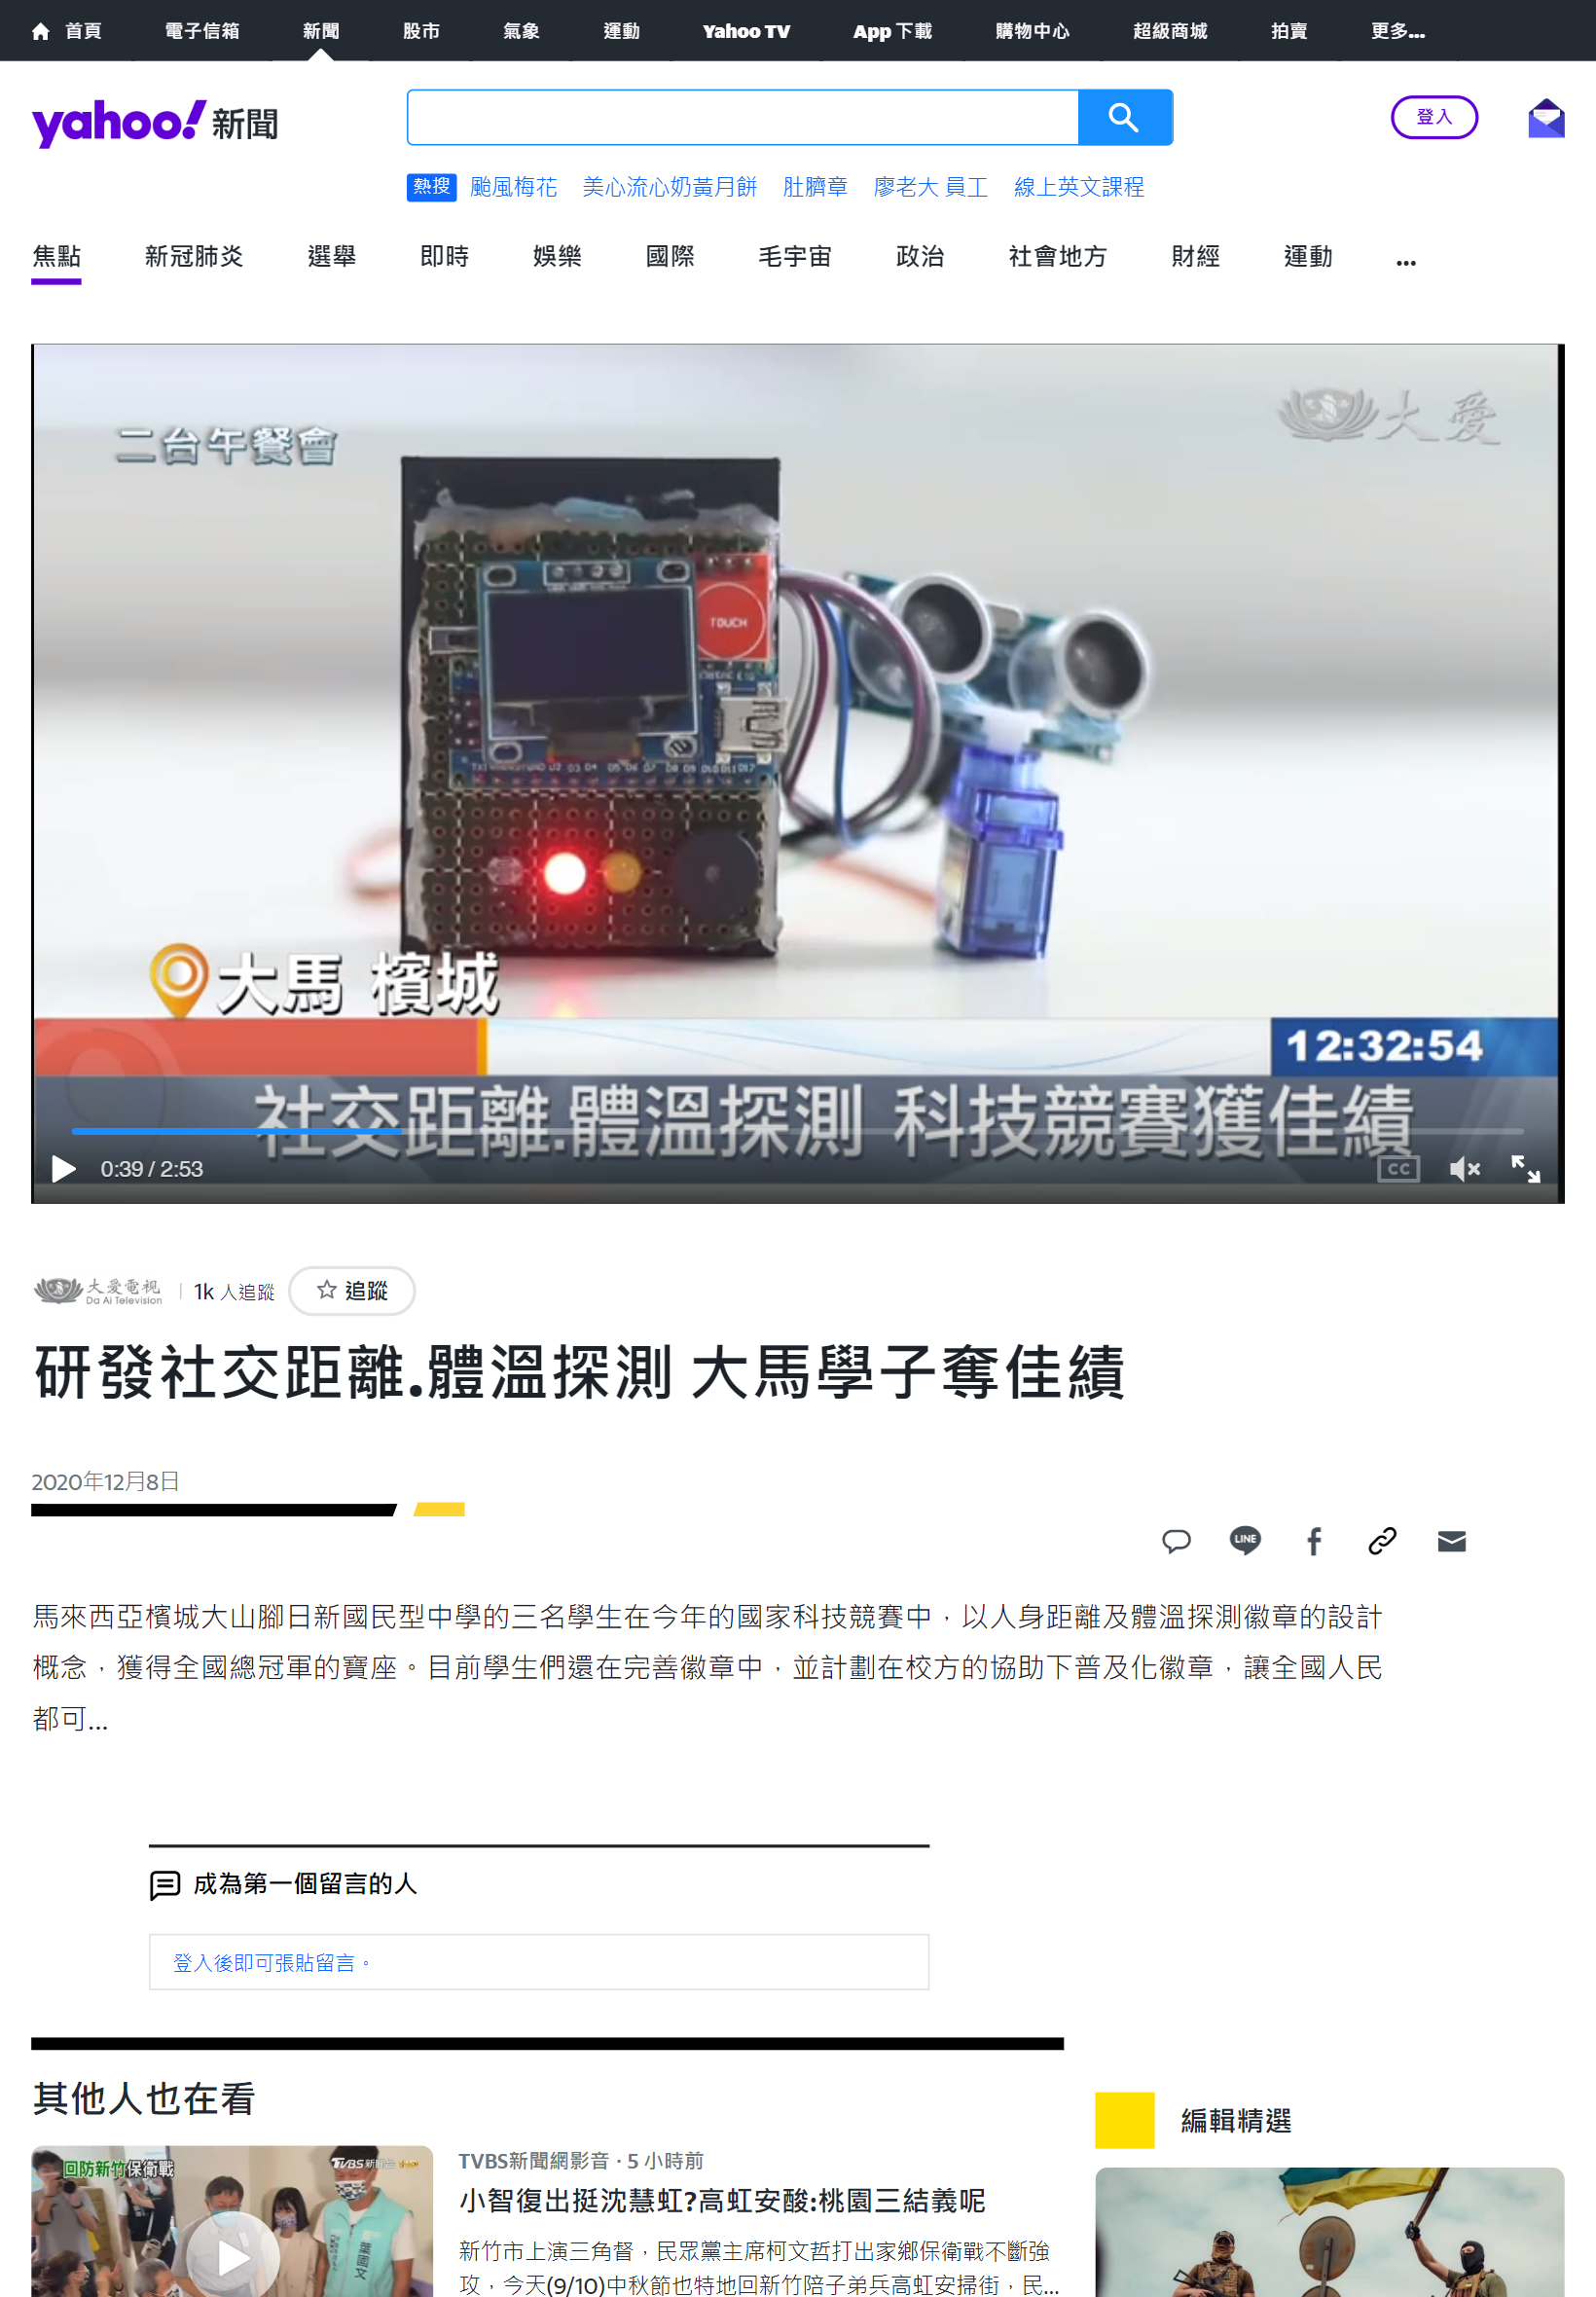 首頁 電子信箱 新聞 股市 氣象 運動 Yahoo TV App 下載 購物中心 超級商城 拍賣 更多...
yahoo! 新聞
登入
熱搜 颱風梅花 美心流心奶黃月餅 肚臍章 廖老大 員工 線上英文課程
焦點 新冠肺炎 選舉 即時 娛樂 國際 毛宇宙 政治 社會地方 財經 運動 ...
二台午餐會
大愛
TOUCH
大馬 檳城
12:32:54
社交距離.體溫探測 科技競賽獲佳績
0:39 / 2:53
CC
大愛電視
Da Ai Television
1k 人追蹤
追蹤
研發社交距離.體溫探測 大馬學子奪佳績
2020年12月8日
LINE
馬來西亞檳城大山腳日新國民型中學的三名學生在今年的國家科技競賽中，以人身距離及體溫探測徽章的設計
概念，獲得全國總冠軍的寶座。目前學生們還在完善徽章中，並計劃在校方的協助下普及化徽章，讓全國人民
都可...
成為第一個留言的人
登入後即可張貼留言。
其他人也在看
編輯精選
回防新竹保衛戰
TVBS
TVBS新聞網影音 · 5 小時前
小智復出挺沈慧虹?高虹安酸:桃園三結義呢
新竹市上演三角督，民眾黨主席柯文哲打出家鄉保衛戰不斷強
攻，今天(9/10)中秋節也特地回新竹陪子弟兵高虹安掃街，民...